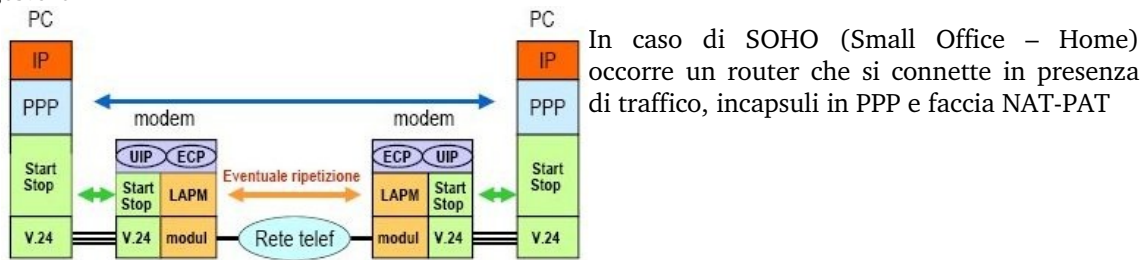 PC
PC
IP
IP
In caso di SOHO (Small Office – Home)
occorre un router che si connette in presenza
di traffico, incapsuli in PPP e faccia NAT-PAT
PPP
PPP
modem
modem
UIP ECP
ECP UIP
Start
Stop
Start
Stop
LAPM
Eventuale ripetizione
LAPM
Start
Stop
Start
Stop
V.24
V.24
modul
Rete telef
modul
V.24
V.24